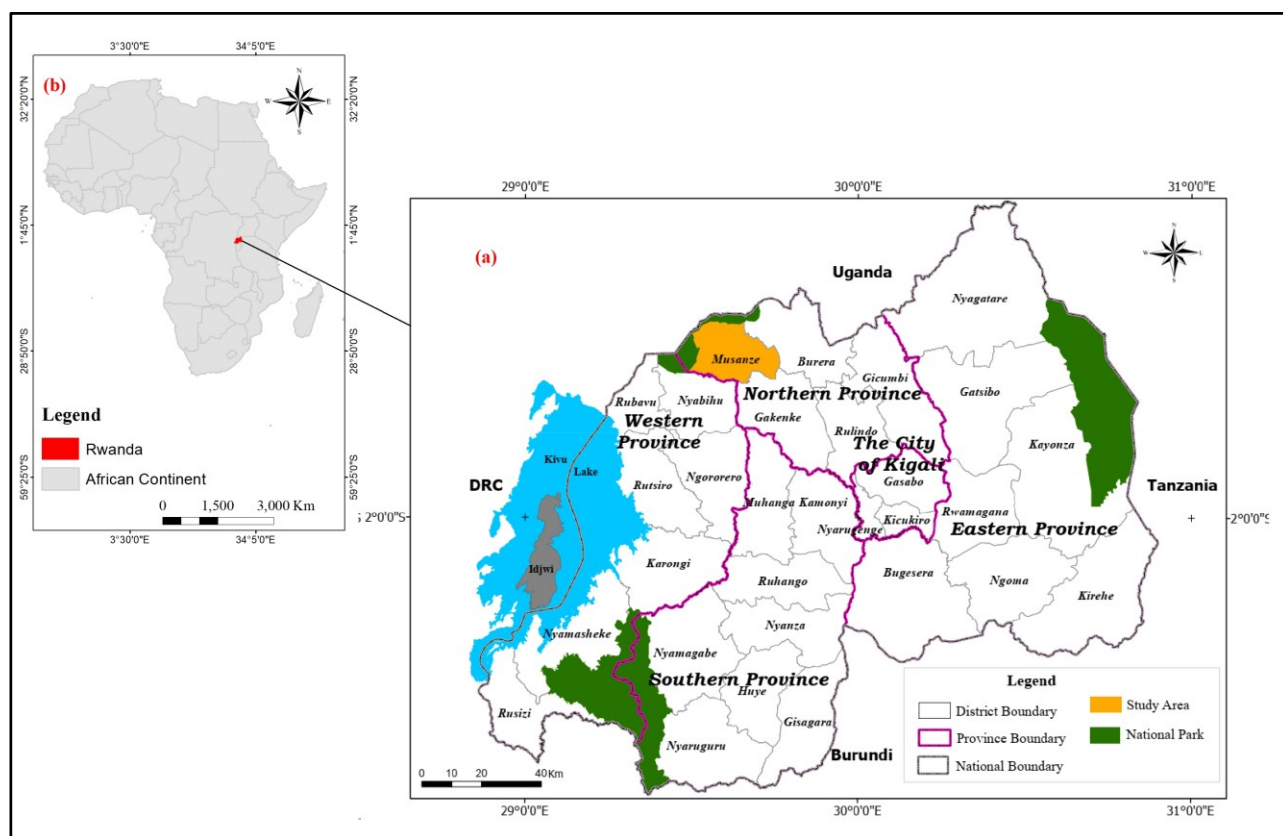 3°30'0"E 34°5'0"E
(b)
N
W E
S
32°20'0"N
32°20'0"N
1°45'0"N
1°45'0"N
28°50'0"S
28°50'0"S
59°25'0"S
59°25'0"S
Legend
Rwanda
African Continent
0 1,500 3,000 Km
3°30'0"E 34°5'0"E
29°0'0"E 30°0'0"E 31°0'0"E
(a)
N
W E
S
Uganda
Nyagatare
Musanze
Burera
Gicumbi
Northern Province
Gatsibo
Rubavu
Nyabihu
Gakenke
Western
Province
Rulindo
The City
of Kigali
Kayonza
Kivu
Lake
Ngororero
Gasabo
DRC
Rutsiro
Tanzania
Muhanga
Kamonyi
Rwamagana
2°0'0"S
2°0'0"S
Kicukiro
Nyarugenge
Eastern Province
Idjwi
Karongi
Ruhango
Bugesera
Ngoma
Kirehe
Nyamasheke
Nyanza
Nyamagabe
Southern Province
Huye
Rusizi
Gisagara
Nyaruguru
Burundi
0 10 20 40 Km
Legend
District Boundary
Province Boundary
National Boundary
Study Area
National Park
29°0'0"E 30°0'0"E 31°0'0"E